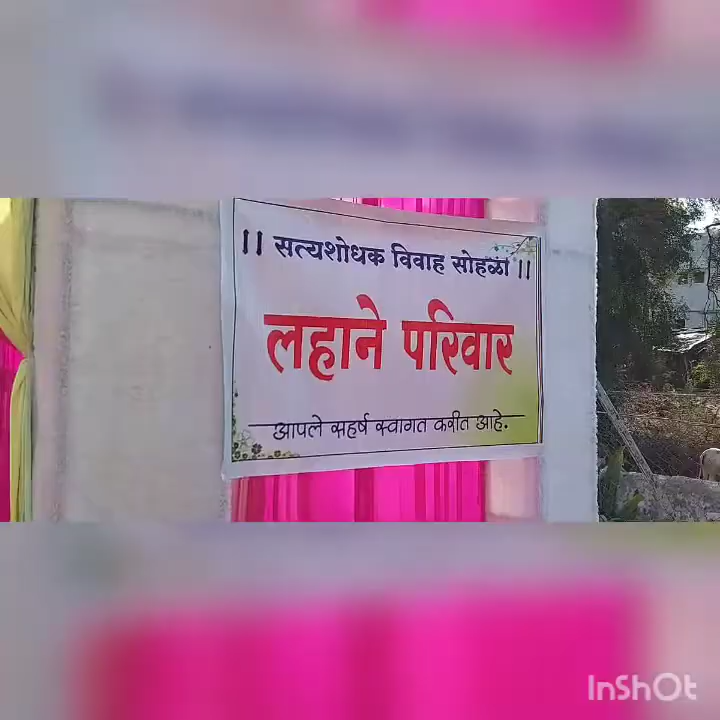 || सत्यशोधक विवाह सोहळा ||
लहाने परिवार
आपले सहर्ष स्वागत करीत आहे.
InShOt